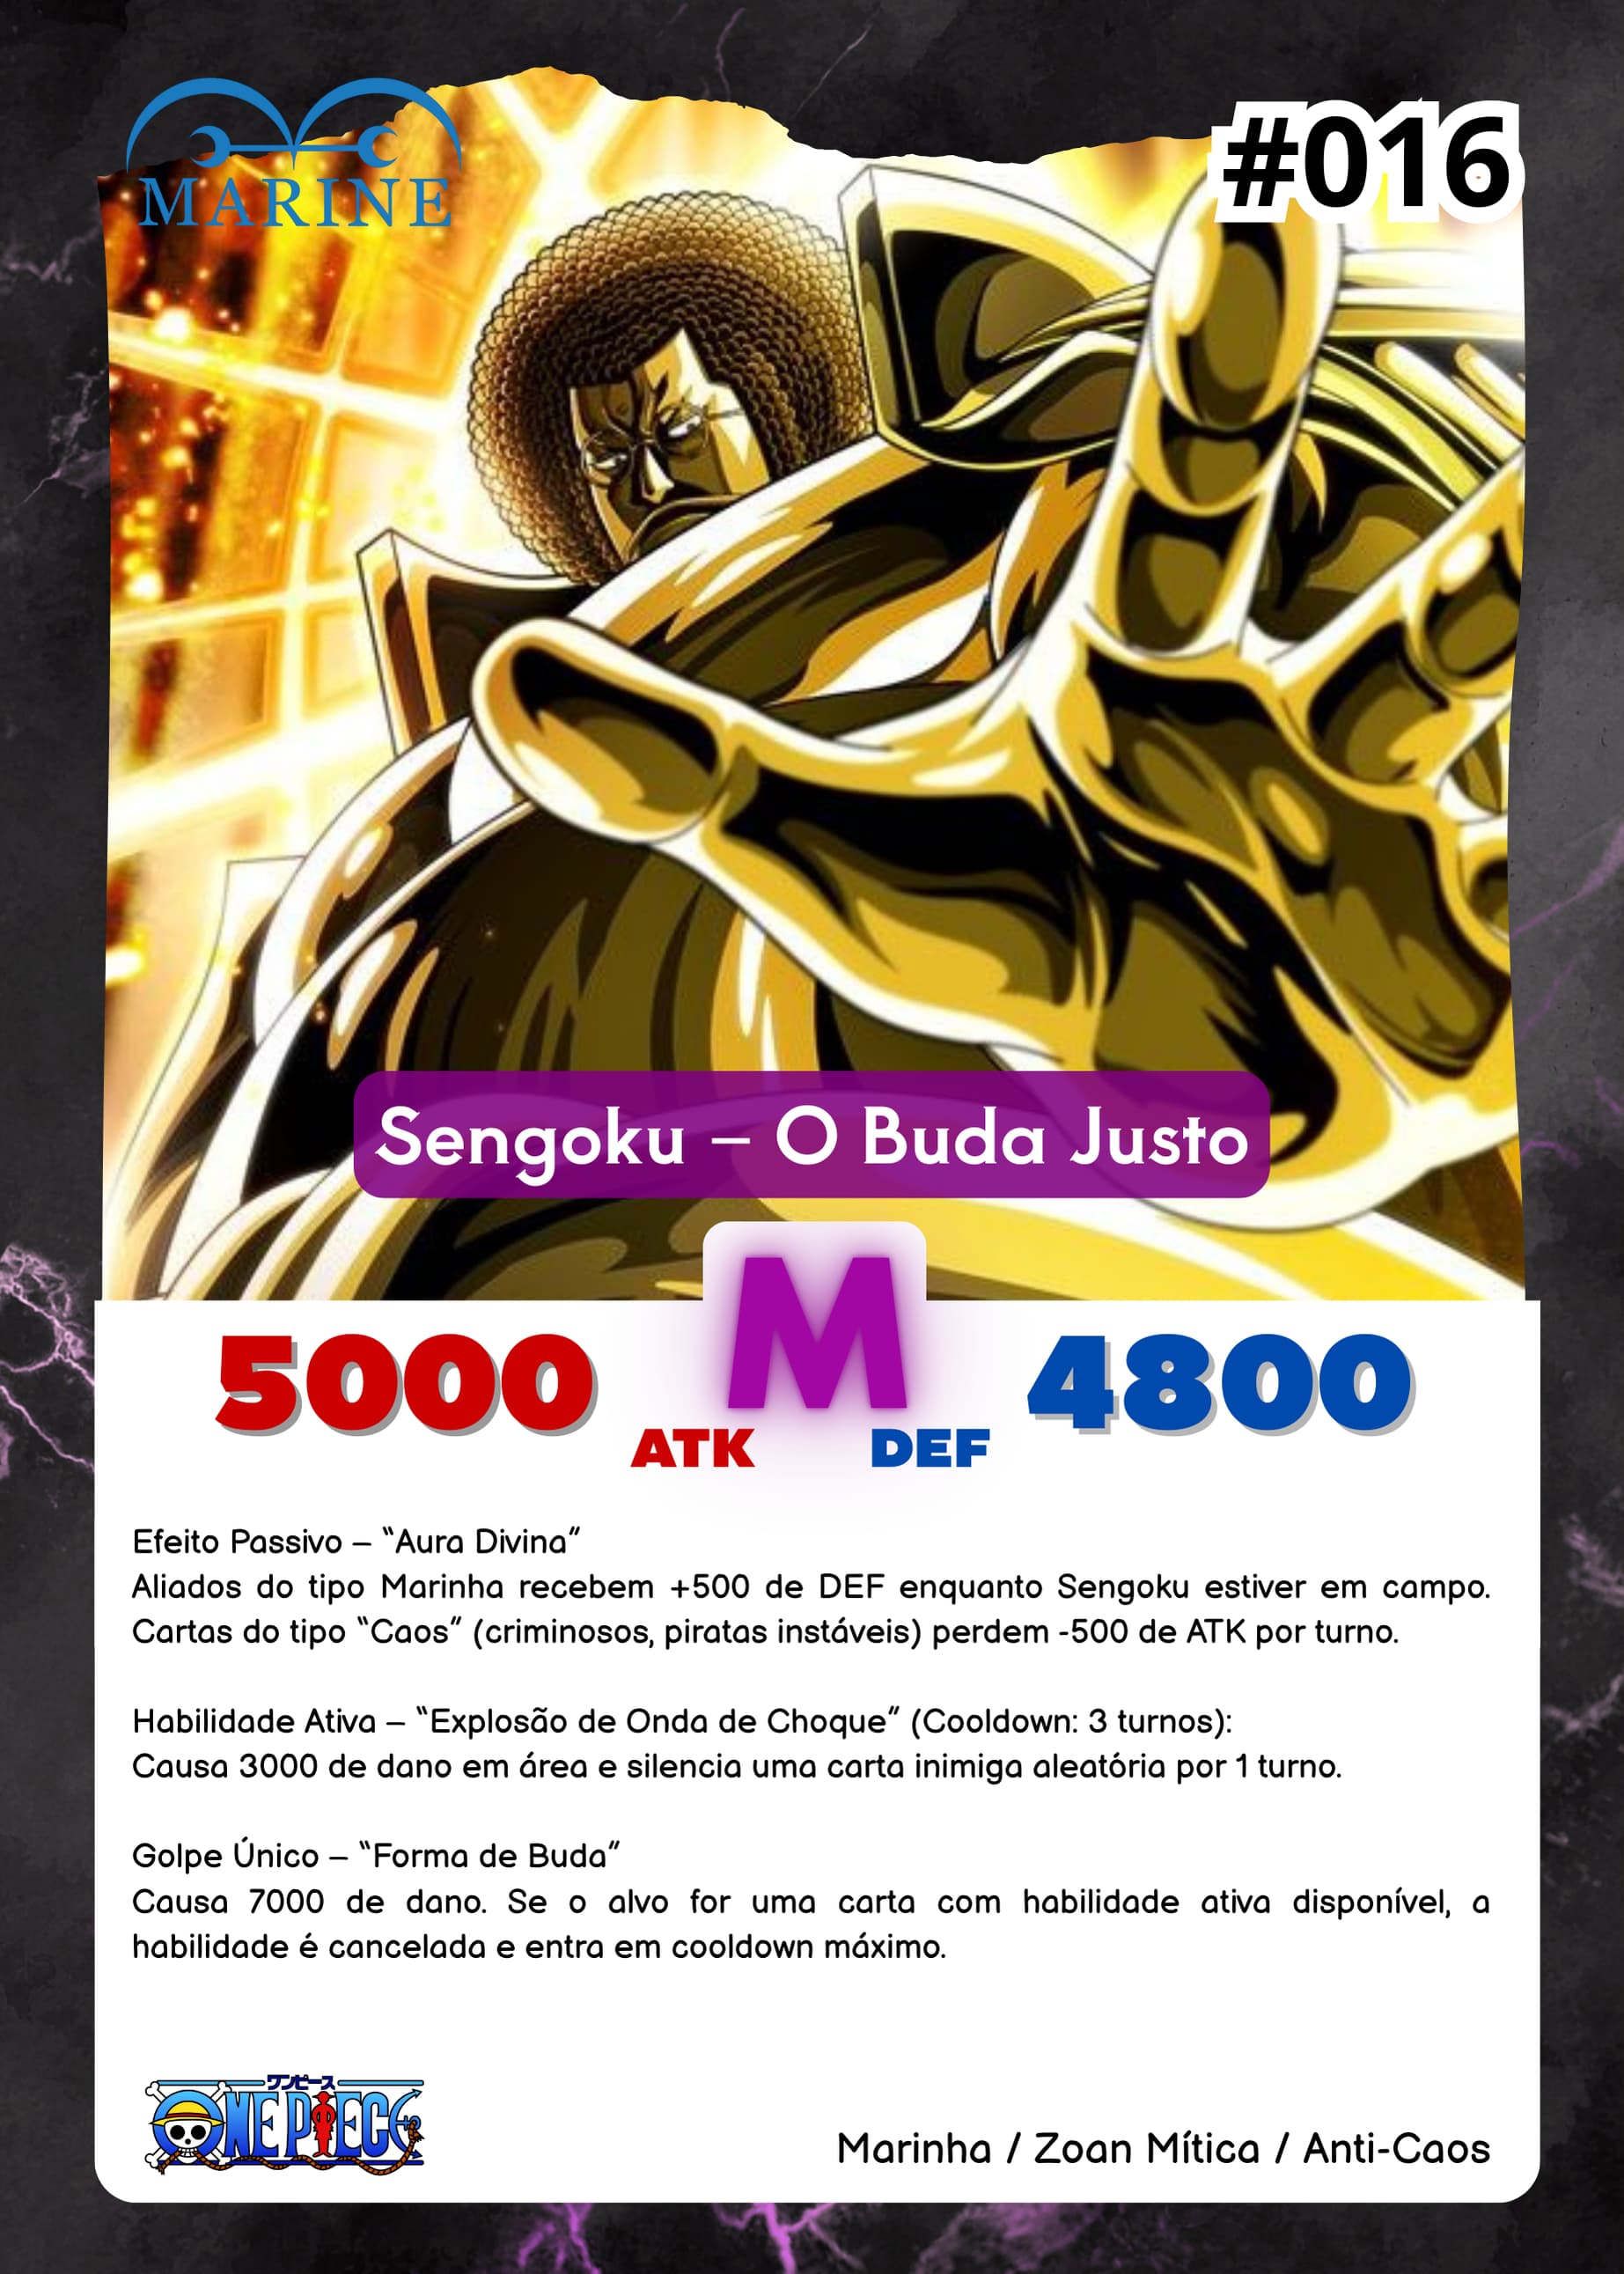 MARINE
#016
Sengoku – O Buda Justo
M
5000
4800
ATK
DEF
Efeito Passivo – “Aura Divina”
Aliados do tipo Marinha recebem +500 de DEF enquanto Sengoku estiver em campo.
Cartas do tipo “Caos” (criminosos, piratas instáveis) perdem -500 de ATK por turno.
Habilidade Ativa – “Explosão de Onda de Choque” (Cooldown: 3 turnos):
Causa 3000 de dano em área e silencia uma carta inimiga aleatória por 1 turno.
Golpe Único – “Forma de Buda”
Causa 7000 de dano. Se o alvo for uma carta com habilidade ativa disponível, a
habilidade é cancelada e entra em cooldown máximo.
ワンピース
ONE PIECE
Marinha / Zoan Mítica / Anti-Caos